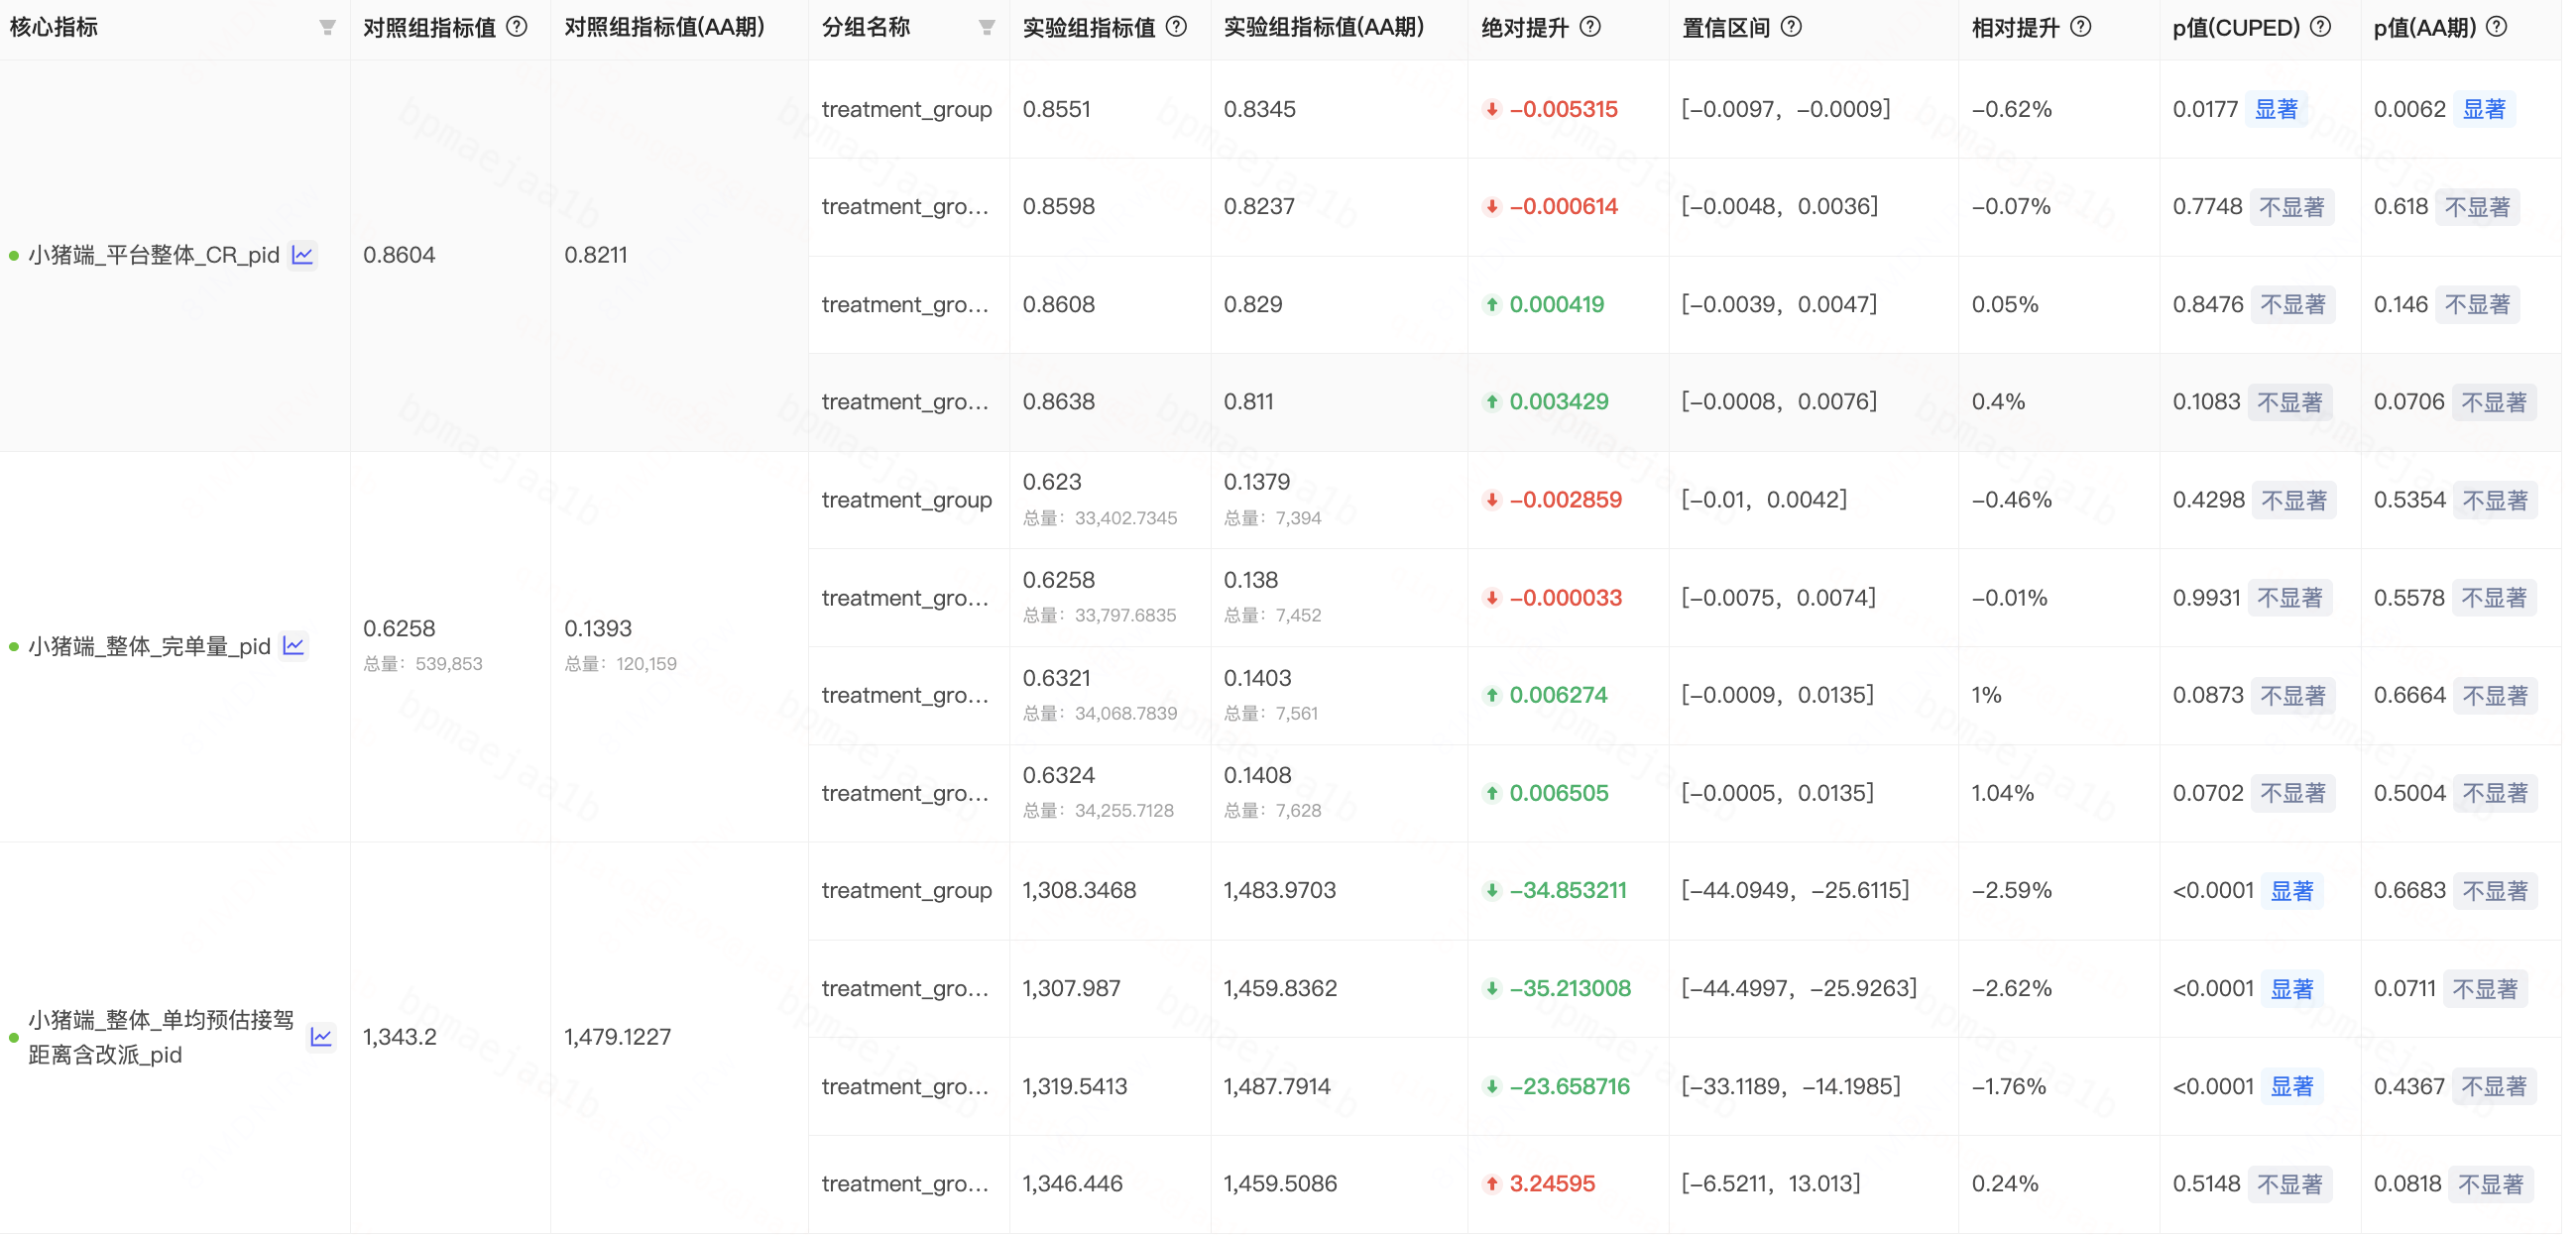 核心指标 对照组指标值 对照组指标值(AA期) 分组名称 实验组指标值 实验组指标值(AA期) 绝对提升 置信区间 相对提升 p值(CUPED) p值(AA期)
小猪端_平台整体_CR_pid 0.8604 0.8211
treatment_group 0.8551 0.8345 -0.005315 [-0.0097, -0.0009] -0.62% 0.0177 显著 0.0062 显著
treatment_gro... 0.8598 0.8237 -0.000614 [-0.0048, 0.0036] -0.07% 0.7748 不显著 0.618 不显著
treatment_gro... 0.8608 0.829 0.000419 [-0.0039, 0.0047] 0.05% 0.8476 不显著 0.146 不显著
treatment_gro... 0.8638 0.811 0.003429 [-0.0008, 0.0076] 0.4% 0.1083 不显著 0.0706 不显著
小猪端_整体_完单量_pid 0.6258 0.1393
总量: 539,853 总量: 120,159
treatment_group 0.623 0.1379 -0.002859 [-0.01, 0.0042] -0.46% 0.4298 不显著 0.5354 不显著
总量: 33,402.7345 总量: 7,394
treatment_gro... 0.6258 0.138 -0.000033 [-0.0075, 0.0074] -0.01% 0.9931 不显著 0.5578 不显著
总量: 33,797.6835 总量: 7,452
treatment_gro... 0.6321 0.1403 0.006274 [-0.0009, 0.0135] 1% 0.0873 不显著 0.6664 不显著
总量: 34,068.7839 总量: 7,561
treatment_gro... 0.6324 0.1408 0.006505 [-0.0005, 0.0135] 1.04% 0.0702 不显著 0.5004 不显著
总量: 34,255.7128 总量: 7,628
小猪端_整体_单均预估接驾
距离含改派_pid 1,343.2 1,479.1227
treatment_group 1,308.3468 1,483.9703 -34.853211 [-44.0949, -25.6115] -2.59% <0.0001 显著 0.6683 不显著
treatment_gro... 1,307.987 1,459.8362 -35.213008 [-44.4997, -25.9263] -2.62% <0.0001 显著 0.0711 不显著
treatment_gro... 1,319.5413 1,487.7914 -23.658716 [-33.1189, -14.1985] -1.76% <0.0001 显著 0.4367 不显著
treatment_gro... 1,346.446 1,459.5086 3.24595 [-6.5211, 13.013] 0.24% 0.5148 不显著 0.0818 不显著
bpmaejaa1b